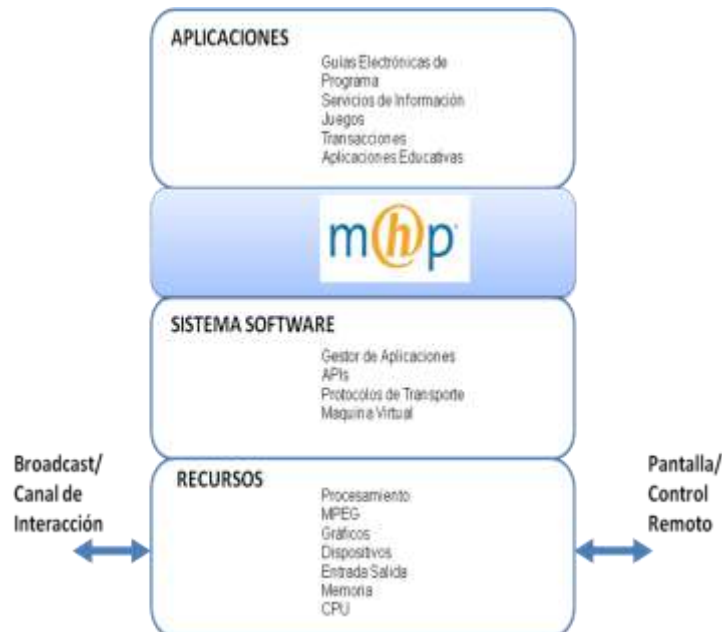 APLICACIONES
Guías Electrónicas de
Programa
Servicios de Información
Juegos
Transacciones
Aplicaciones Educativas
mhp
SISTEMA SOFTWARE
Gestor de Aplicaciones
APIs
Protocolos de Transporte
Maquina Virtual
Broadcast/
Canal de
Interacción
RECURSOS
Procesamiento
MPEG
Gráficos
Dispositivos
Entrada Salida
Memoria
CPU
Pantalla/
Control
Remoto